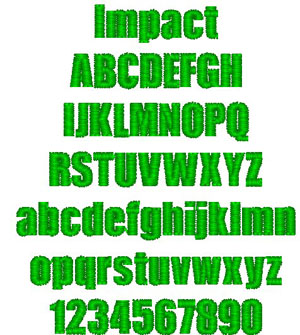 Impact
ABCDEFGH
IJKLMNOPQ
RSTUVWXYZ
abcdefghijklmn
opqrstuvwxyz
1234567890